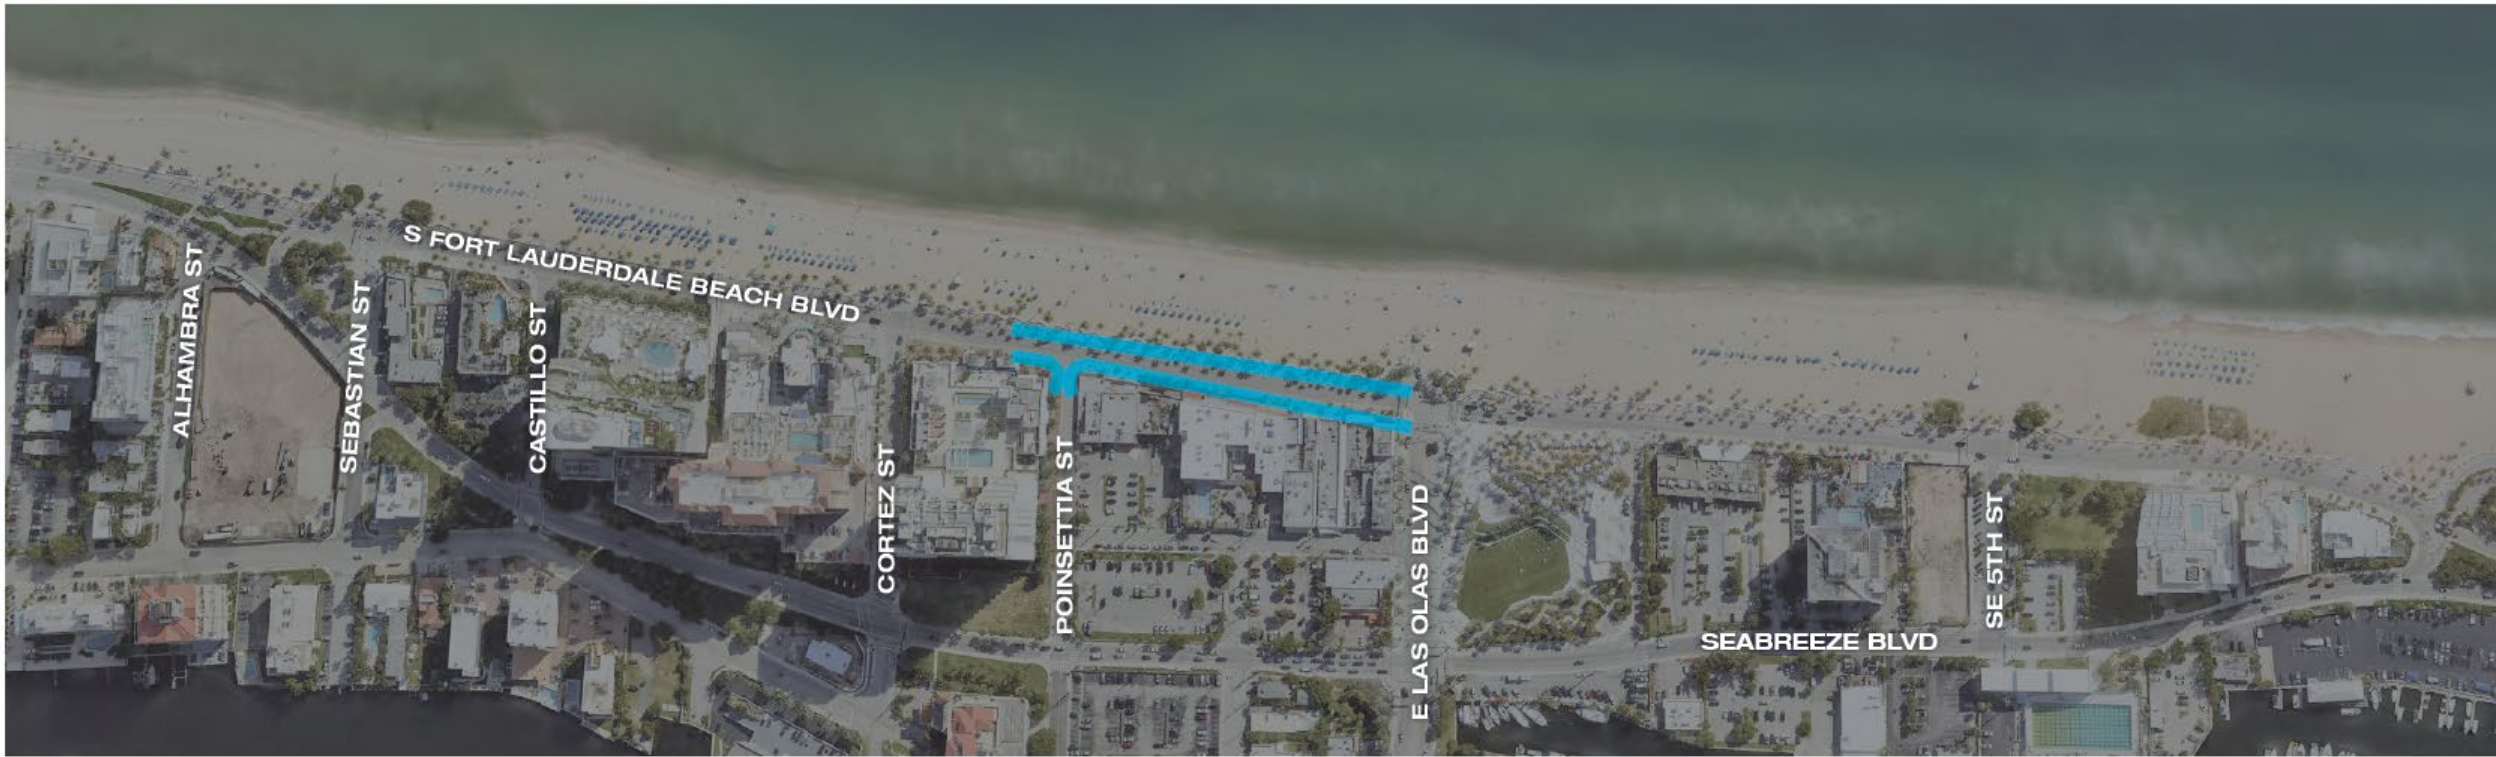 S FORT LAUDERDALE BEACH BLVD
ALHAMBRA ST
SEBASTIAN ST
CASTILLO ST
CORTEZ ST
POINSETTIA ST
E LAS OLAS BLVD
SE 5TH ST
SEABREEZE BLVD